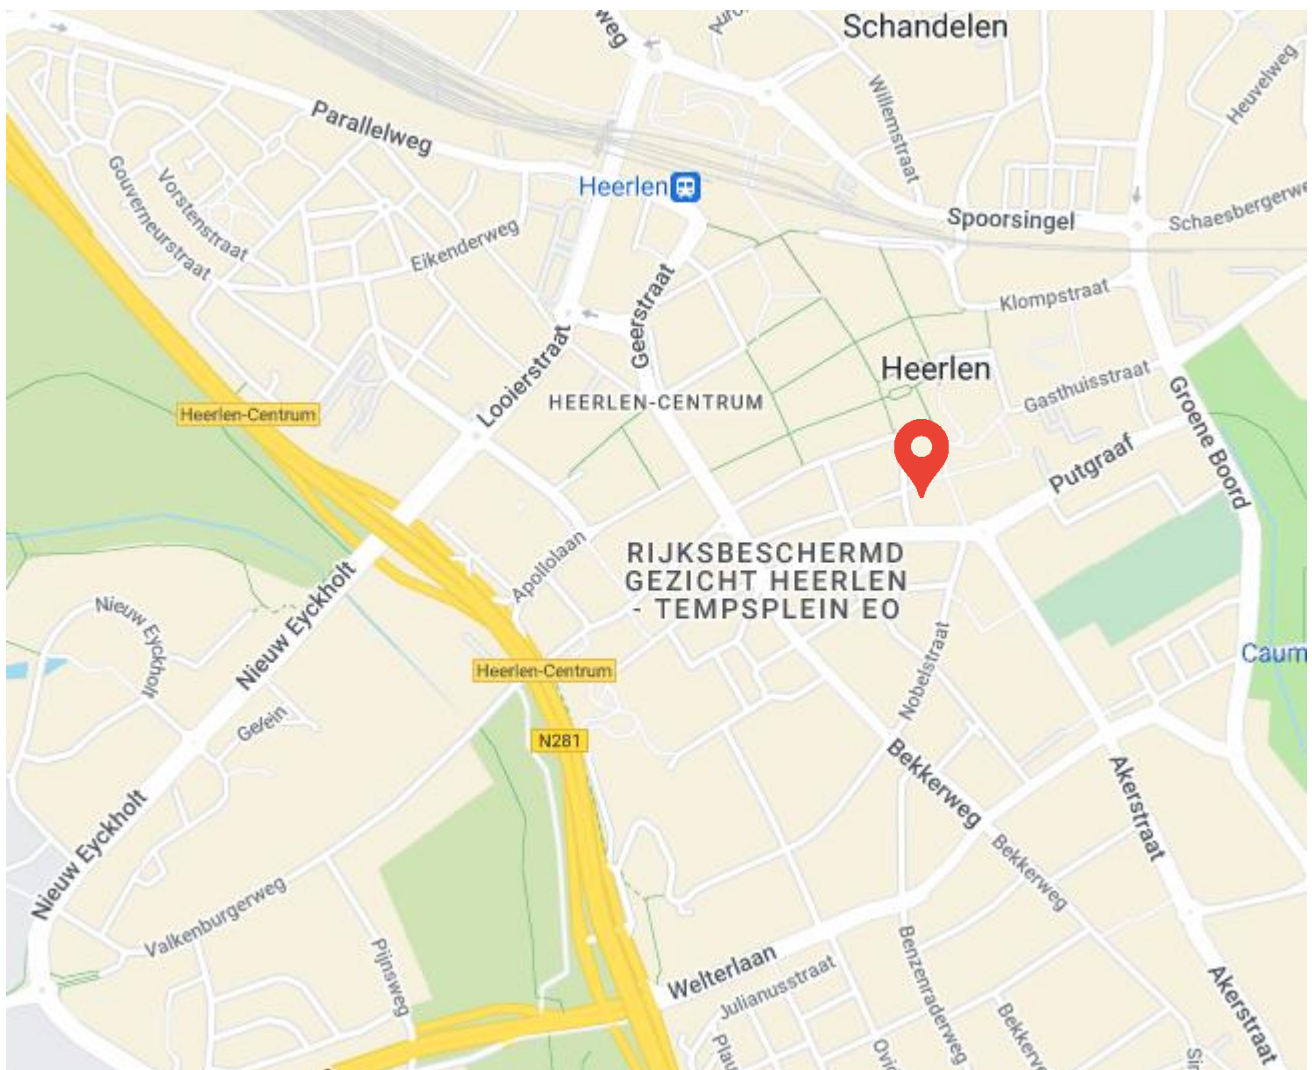 weg
Schandelen
Parallelweg
Willemstraat
Heuvelweg
Gouverneurstraat
Vorstenstraat
Heerlen
Spoorsingel
Eikenderweg
Geerstraat
Klompstraat
Looierstraat
Heerlen
Gasthuisstraat
HEERLEN-CENTRUM
Heerlen-Centrum
Groene Boord
Putgraaf
Apollolaan
RIJKSBESCHERMD
GEZICHT HEERLEN
- TEMPSPLEIN EO
Nieuw Eyckholt
Nieuw Eyckholt
Caum
Heerlen-Centrum
Nobelstraat
N281
Bekkerweg
Akerstraat
Nieuw Eyckholt
Bekkerweg
Valkenburgerweg
Pijnsweg
Benzenraderweg
Welterlaan
Julianusstraat
Akerstraat